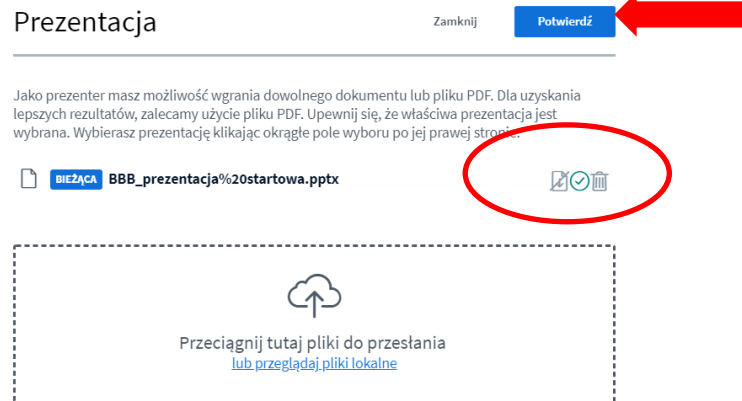 Prezentacja
Zamknij
Potwierdź
Jako prezenter masz możliwość wgrania dowolnego dokumentu lub pliku PDF. Dla uzyskania
lepszych rezultatów, zalecamy użycie pliku PDF. Upewnij się, że właściwa prezentacja jest
wybrana. Wybierasz prezentację klikając okrągłe pole wyboru po jej prawej stronie.
BIEŻĄCA BBB_prezentacja%20startowa.pptx
Przeciągnij tutaj pliki do przesłania
lub przeglądaj pliki lokalne